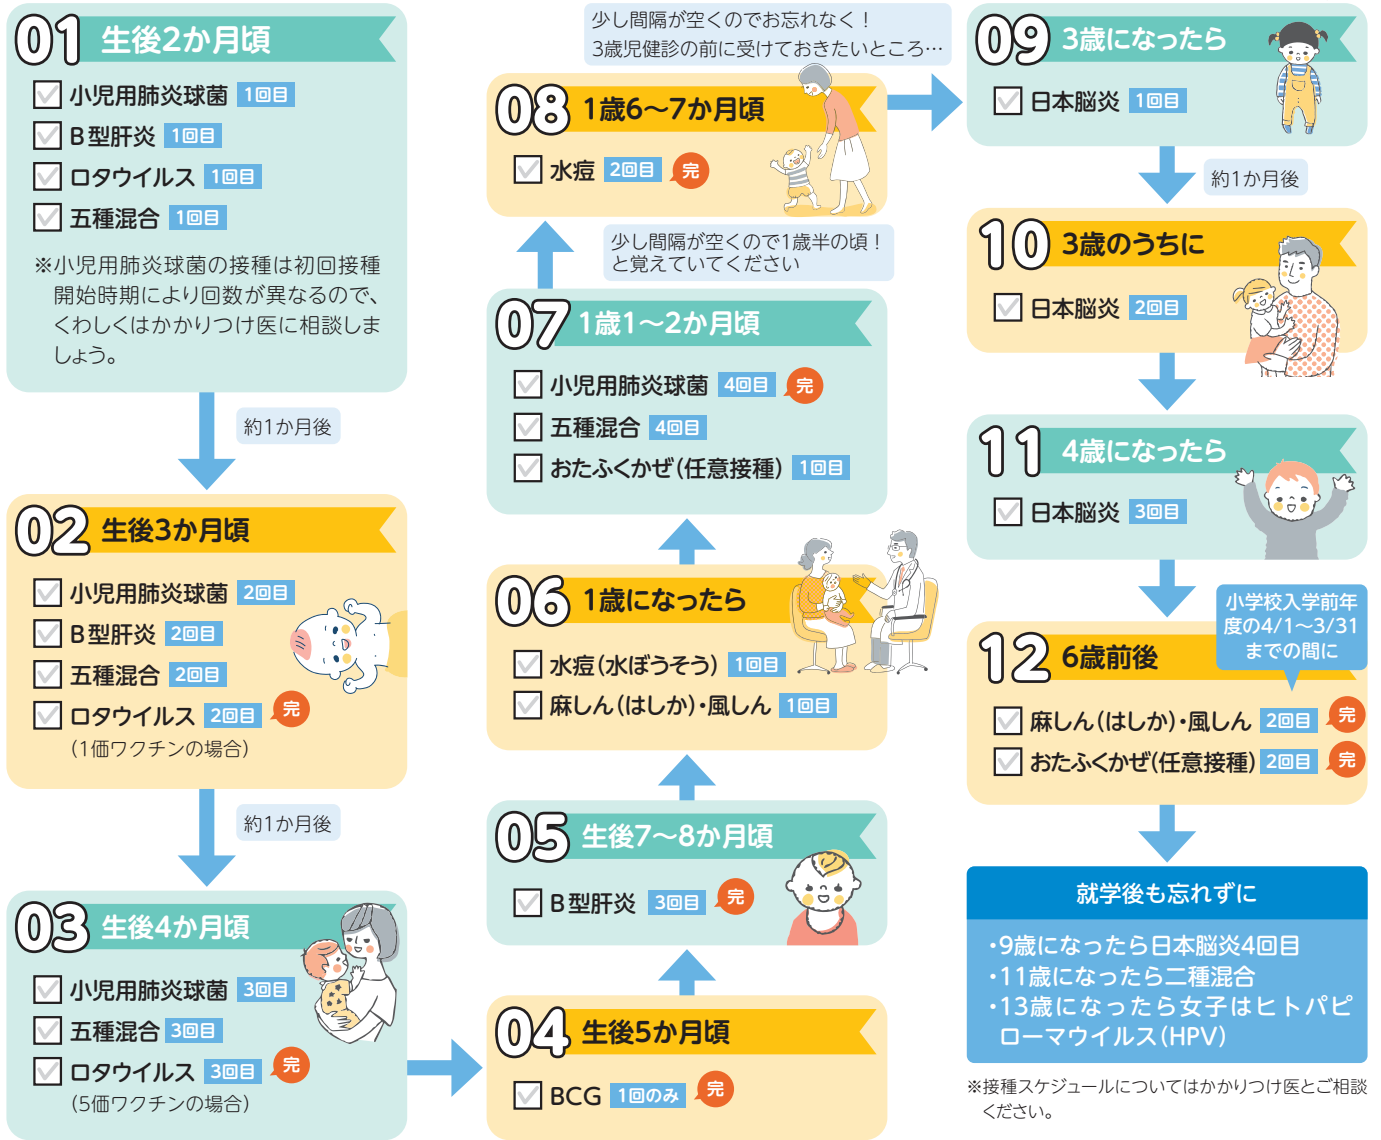 01 生後2か月頃
小児用肺炎球菌 1回目
B型肝炎 1回目
ロタウイルス 1回目
五種混合 1回目
※小児用肺炎球菌の接種は初回接種
開始時期により回数が異なるので、
くわしくはかかりつけ医に相談しま
しょう。
約1か月後
02 生後3か月頃
小児用肺炎球菌 2回目
B型肝炎 2回目
五種混合 2回目
ロタウイルス 2回目 完
(1価ワクチンの場合)
約1か月後
03 生後4か月頃
小児用肺炎球菌 3回目
五種混合 3回目
ロタウイルス 3回目 完
(5価ワクチンの場合)
04 生後5か月頃
BCG 1回のみ 完
05 生後7〜8か月頃
B型肝炎 3回目 完
06 1歳になったら
水痘(水ぼうそう) 1回目
麻しん(はしか)・風しん 1回目
07 1歳1〜2か月頃
小児用肺炎球菌 4回目 完
五種混合 4回目
おたふくかぜ(任意接種) 1回目
少し間隔が空くので1歳半の頃!
と覚えていてください
08 1歳6〜7か月頃
水痘 2回目 完
少し間隔が空くのでお忘れなく!
3歳児健診の前に受けておきたいところ…
09 3歳になったら
日本脳炎 1回目
約1か月後
10 3歳のうちに
日本脳炎 2回目
11 4歳になったら
日本脳炎 3回目
12 6歳前後
小学校入学前年
度の4/1〜3/31
までの間に
麻しん(はしか)・風しん 2回目 完
おたふくかぜ(任意接種) 2回目 完
就学後も忘れずに
・9歳になったら日本脳炎4回目
・11歳になったら二種混合
・13歳になったら女子はヒトパピ
ローマウイルス(HPV)
※接種スケジュールについてはかかりつけ医とご相談
ください。